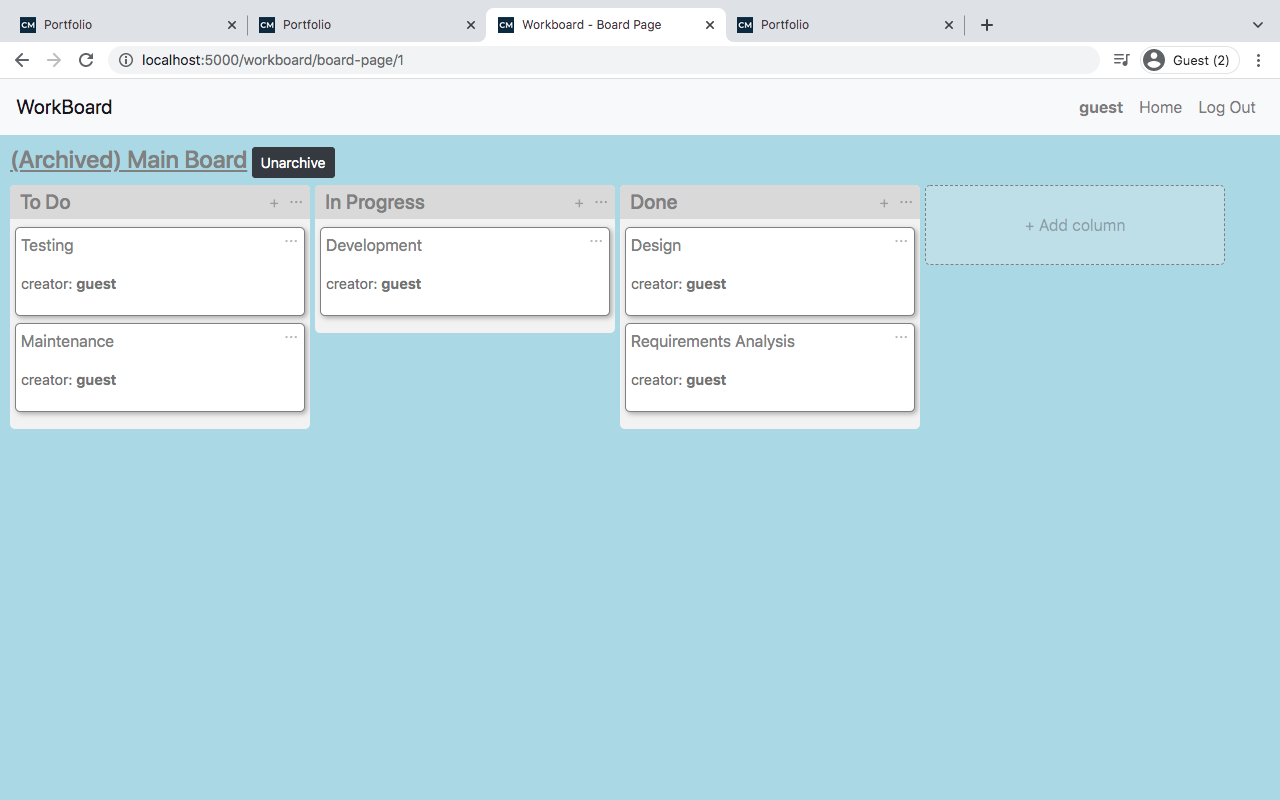 CM Portfolio
CM Portfolio
CM Workboard - Board Page
CM Portfolio
localhost:5000/workboard/board-page/1
Guest (2)
WorkBoard
guest Home Log Out
(Archived) Main Board Unarchive
To Do + ...
Testing ...
creator: guest
Maintenance ...
creator: guest
In Progress + ...
Development ...
creator: guest
Done + ...
Design ...
creator: guest
Requirements Analysis ...
creator: guest
+ Add column